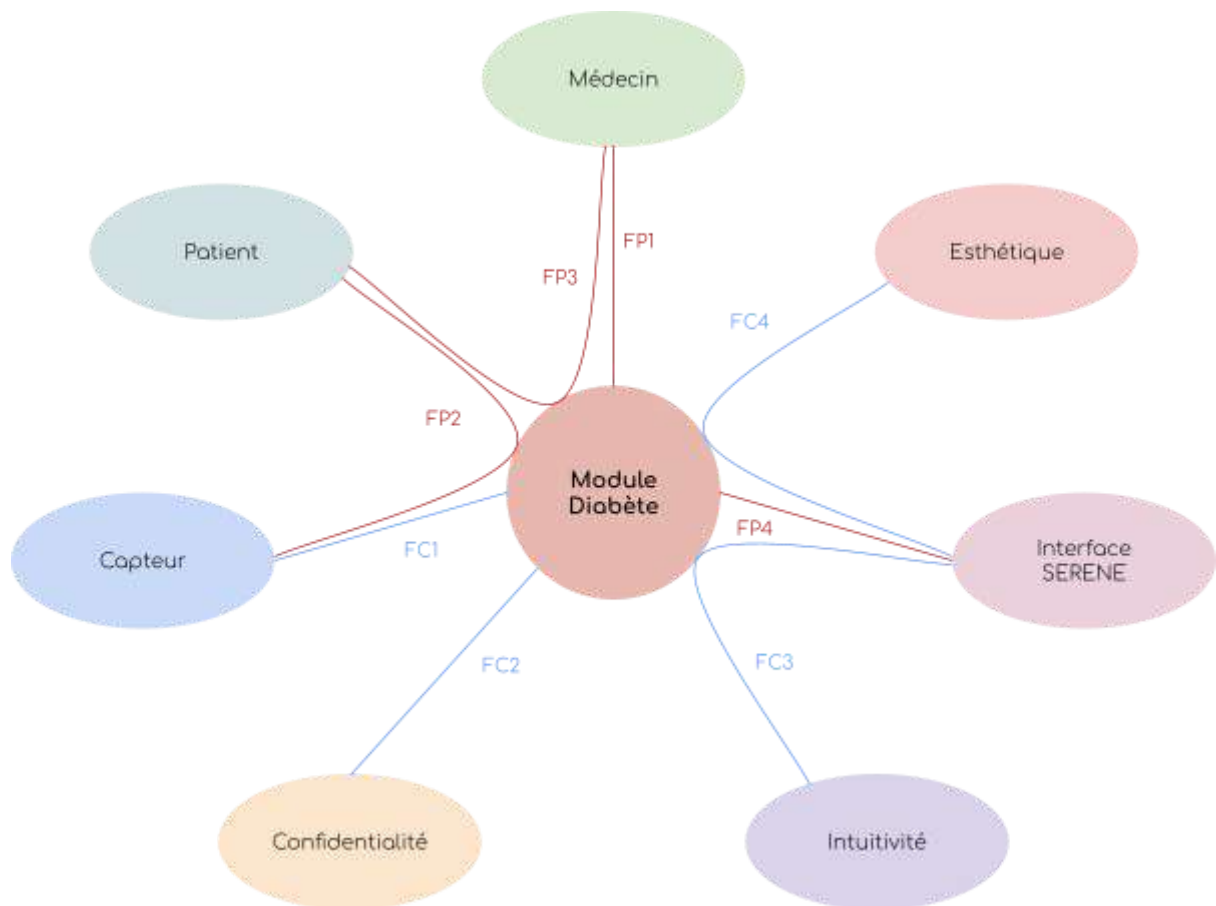 Médecin
Patient
FP1
Esthétique
FP3
FC4
FP2
Module
Diabète
FP4
Capteur
FC1
Interface
SERENE
FC2
FC3
Confidentialité
Intuitivité